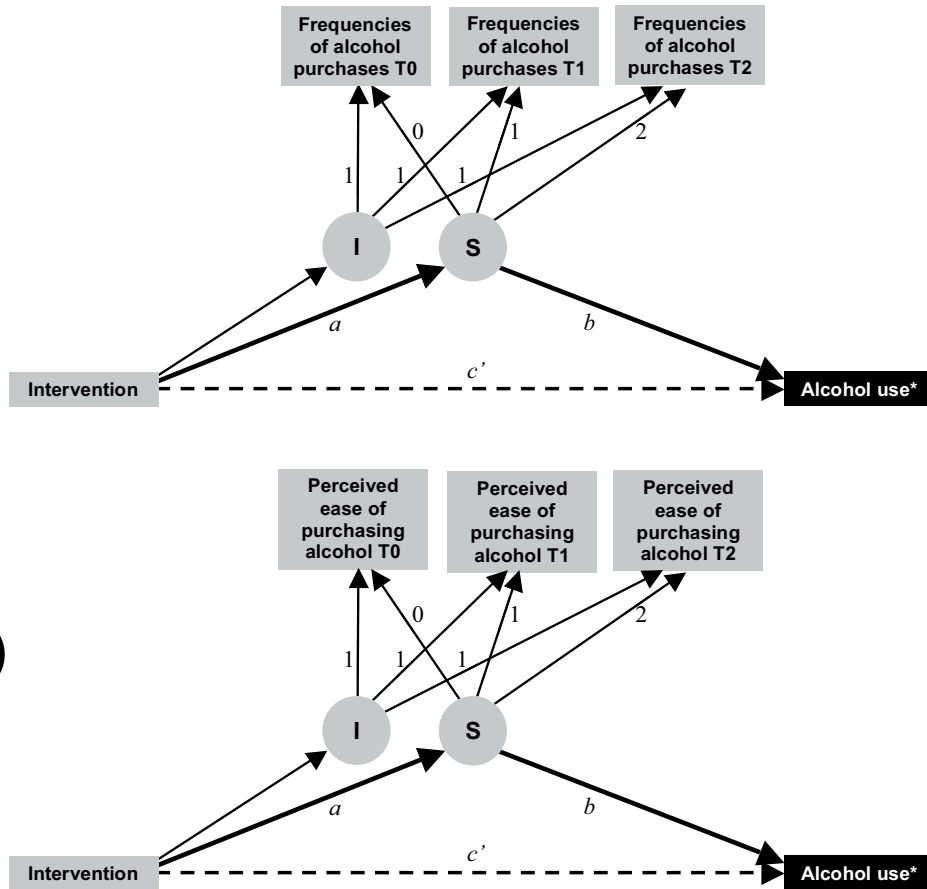 Frequencies
of alcohol
purchases T0
Frequencies
of alcohol
purchases T1
Frequencies
of alcohol
purchases T2
0
1
2
1
1
1
I
S
a
b
c’
Intervention
Alcohol use*
Perceived
ease of
purchasing
alcohol T0
Perceived
ease of
purchasing
alcohol T1
Perceived
ease of
purchasing
alcohol T2
0
1
2
1
1
1
I
S
a
b
c’
Intervention
Alcohol use*